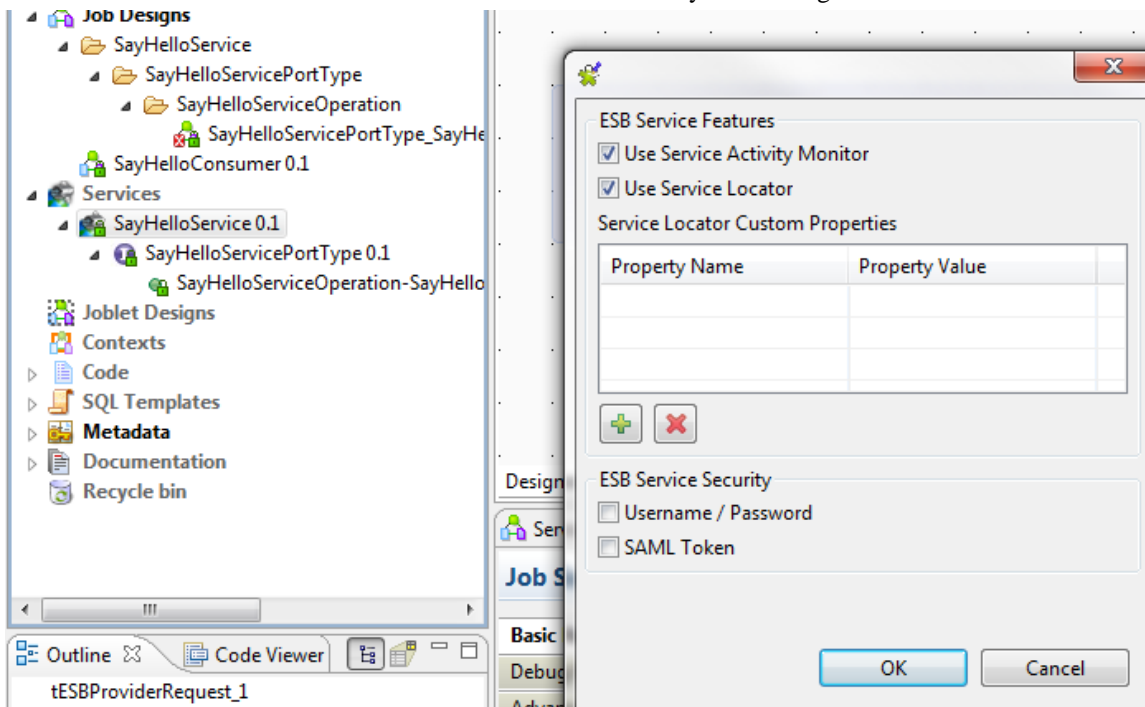 Job Designs
SayHelloService
SayHelloServicePortType
SayHelloServiceOperation
SayHelloServicePortType_SayHe
SayHelloConsumer 0.1
Services
SayHelloService 0.1
SayHelloServicePortType 0.1
SayHelloServiceOperation-SayHello
Joblet Designs
Contexts
Code
SQL Templates
Metadata
Documentation
Recycle bin
Outline
Code Viewer
tESBProviderRequest_1
Design
Ser
Job S
Basic
Debug
ESB Service Features
Use Service Activity Monitor
Use Service Locator
Service Locator Custom Properties
Property Name Property Value
ESB Service Security
Username / Password
SAML Token
OK Cancel